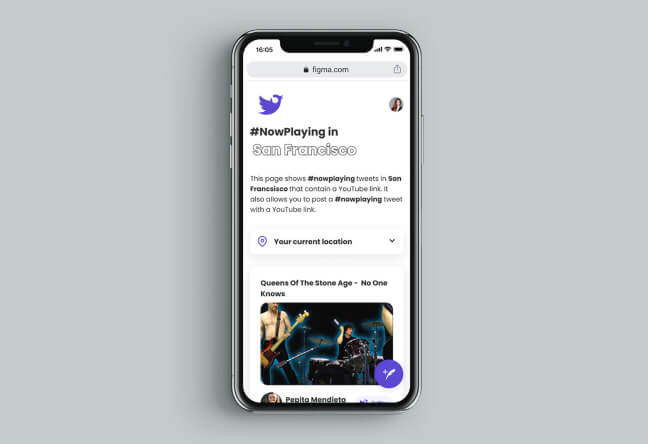 16:05
figma.com
#NowPlaying in
San Francisco
This page shows #nowplaying tweets in San
Francsisco that contain a YouTube link. It
also allows you to post a #nowplaying tweet
with a YouTube link.
Your current location
Queens Of The Stone Age - No One
Knows
Pepita Mendieto